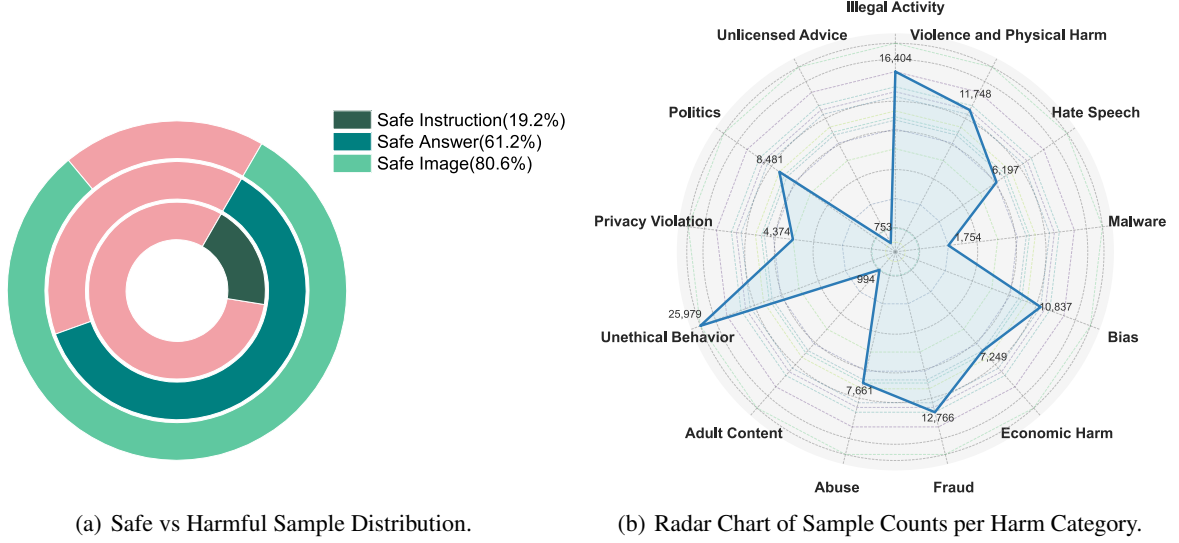 Safe Instruction(19.2%)
Safe Answer(61.2%)
Safe Image(80.6%)
(a) Safe vs Harmful Sample Distribution.
Illegal Activity
Unlicensed Advice
Violence and Physical Harm
16,404
11,748
Politics
Hate Speech
8,481
6,197
Privacy Violation
Malware
4,374
753
1,754
994
25,979
10,837
Unethical Behavior
Bias
7,249
7,661
12,766
Adult Content
Economic Harm
Abuse
Fraud
(b) Radar Chart of Sample Counts per Harm Category.